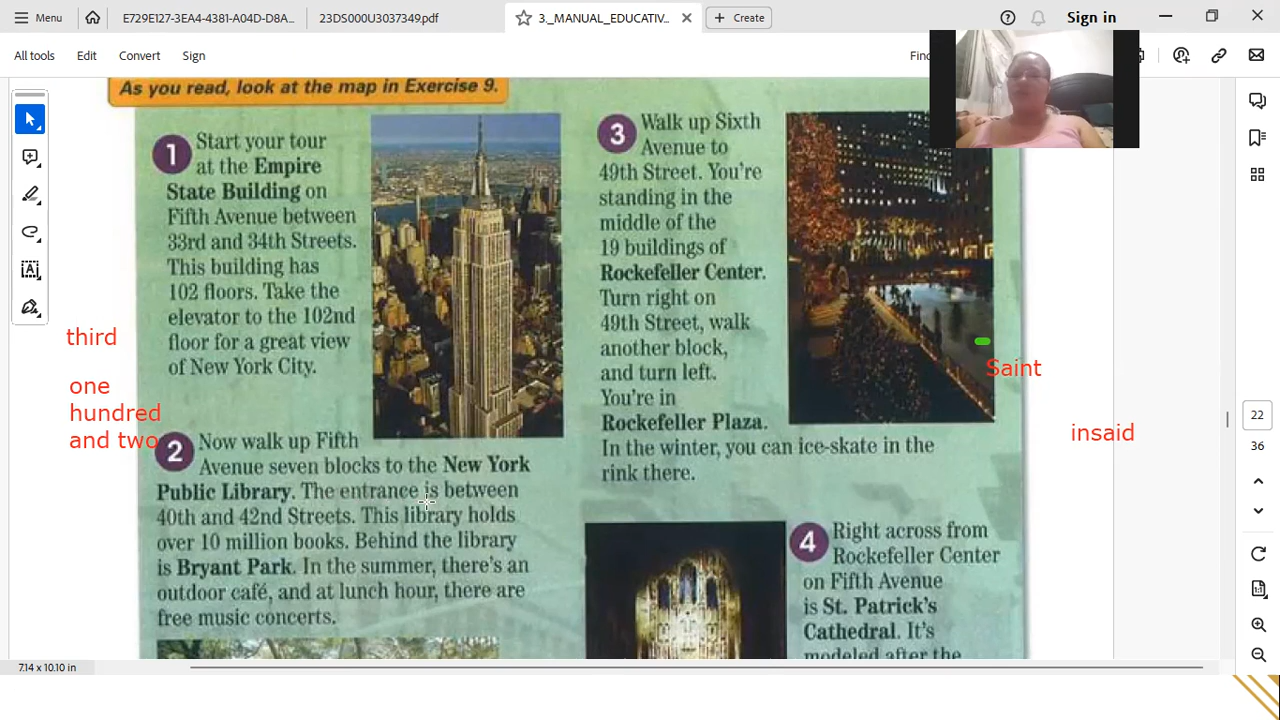 Menu
E729E127-3EA4-4381-A04D-D8A...
23DS000U3037349.pdf
3._MANUAL_EDUCATIV...
Create
Sign in
All tools
Edit
Convert
Sign
As you read, look at the map in Exercise 9.
1 Start your tour
at the Empire
State Building on
Fifth Avenue between
33rd and 34th Streets.
This building has
102 floors. Take the
elevator to the 102nd
floor for a great view
of New York City.
third
one
hundred
and two
2 Now walk up Fifth
Avenue seven blocks to the New York
Public Library. The entrance is between
40th and 42nd Streets. This library holds
over 10 million books. Behind the library
is Bryant Park. In the summer, there's an
outdoor café, and at lunch hour, there are
free music concerts.
3 Walk up Sixth
Avenue to
49th Street. You're
standing in the
middle of the
19 buildings of
Rockefeller Center.
Turn right on
49th Street, walk
another block,
and turn left.
You're in
Rockefeller Plaza.
In the winter, you can ice-skate in the
rink there.
Saint
insaid
4 Right across from
Rockefeller Center
on Fifth Avenue
is St. Patrick's
Cathedral. It's
modeled after the
22
36
7.14 x 10.10 in